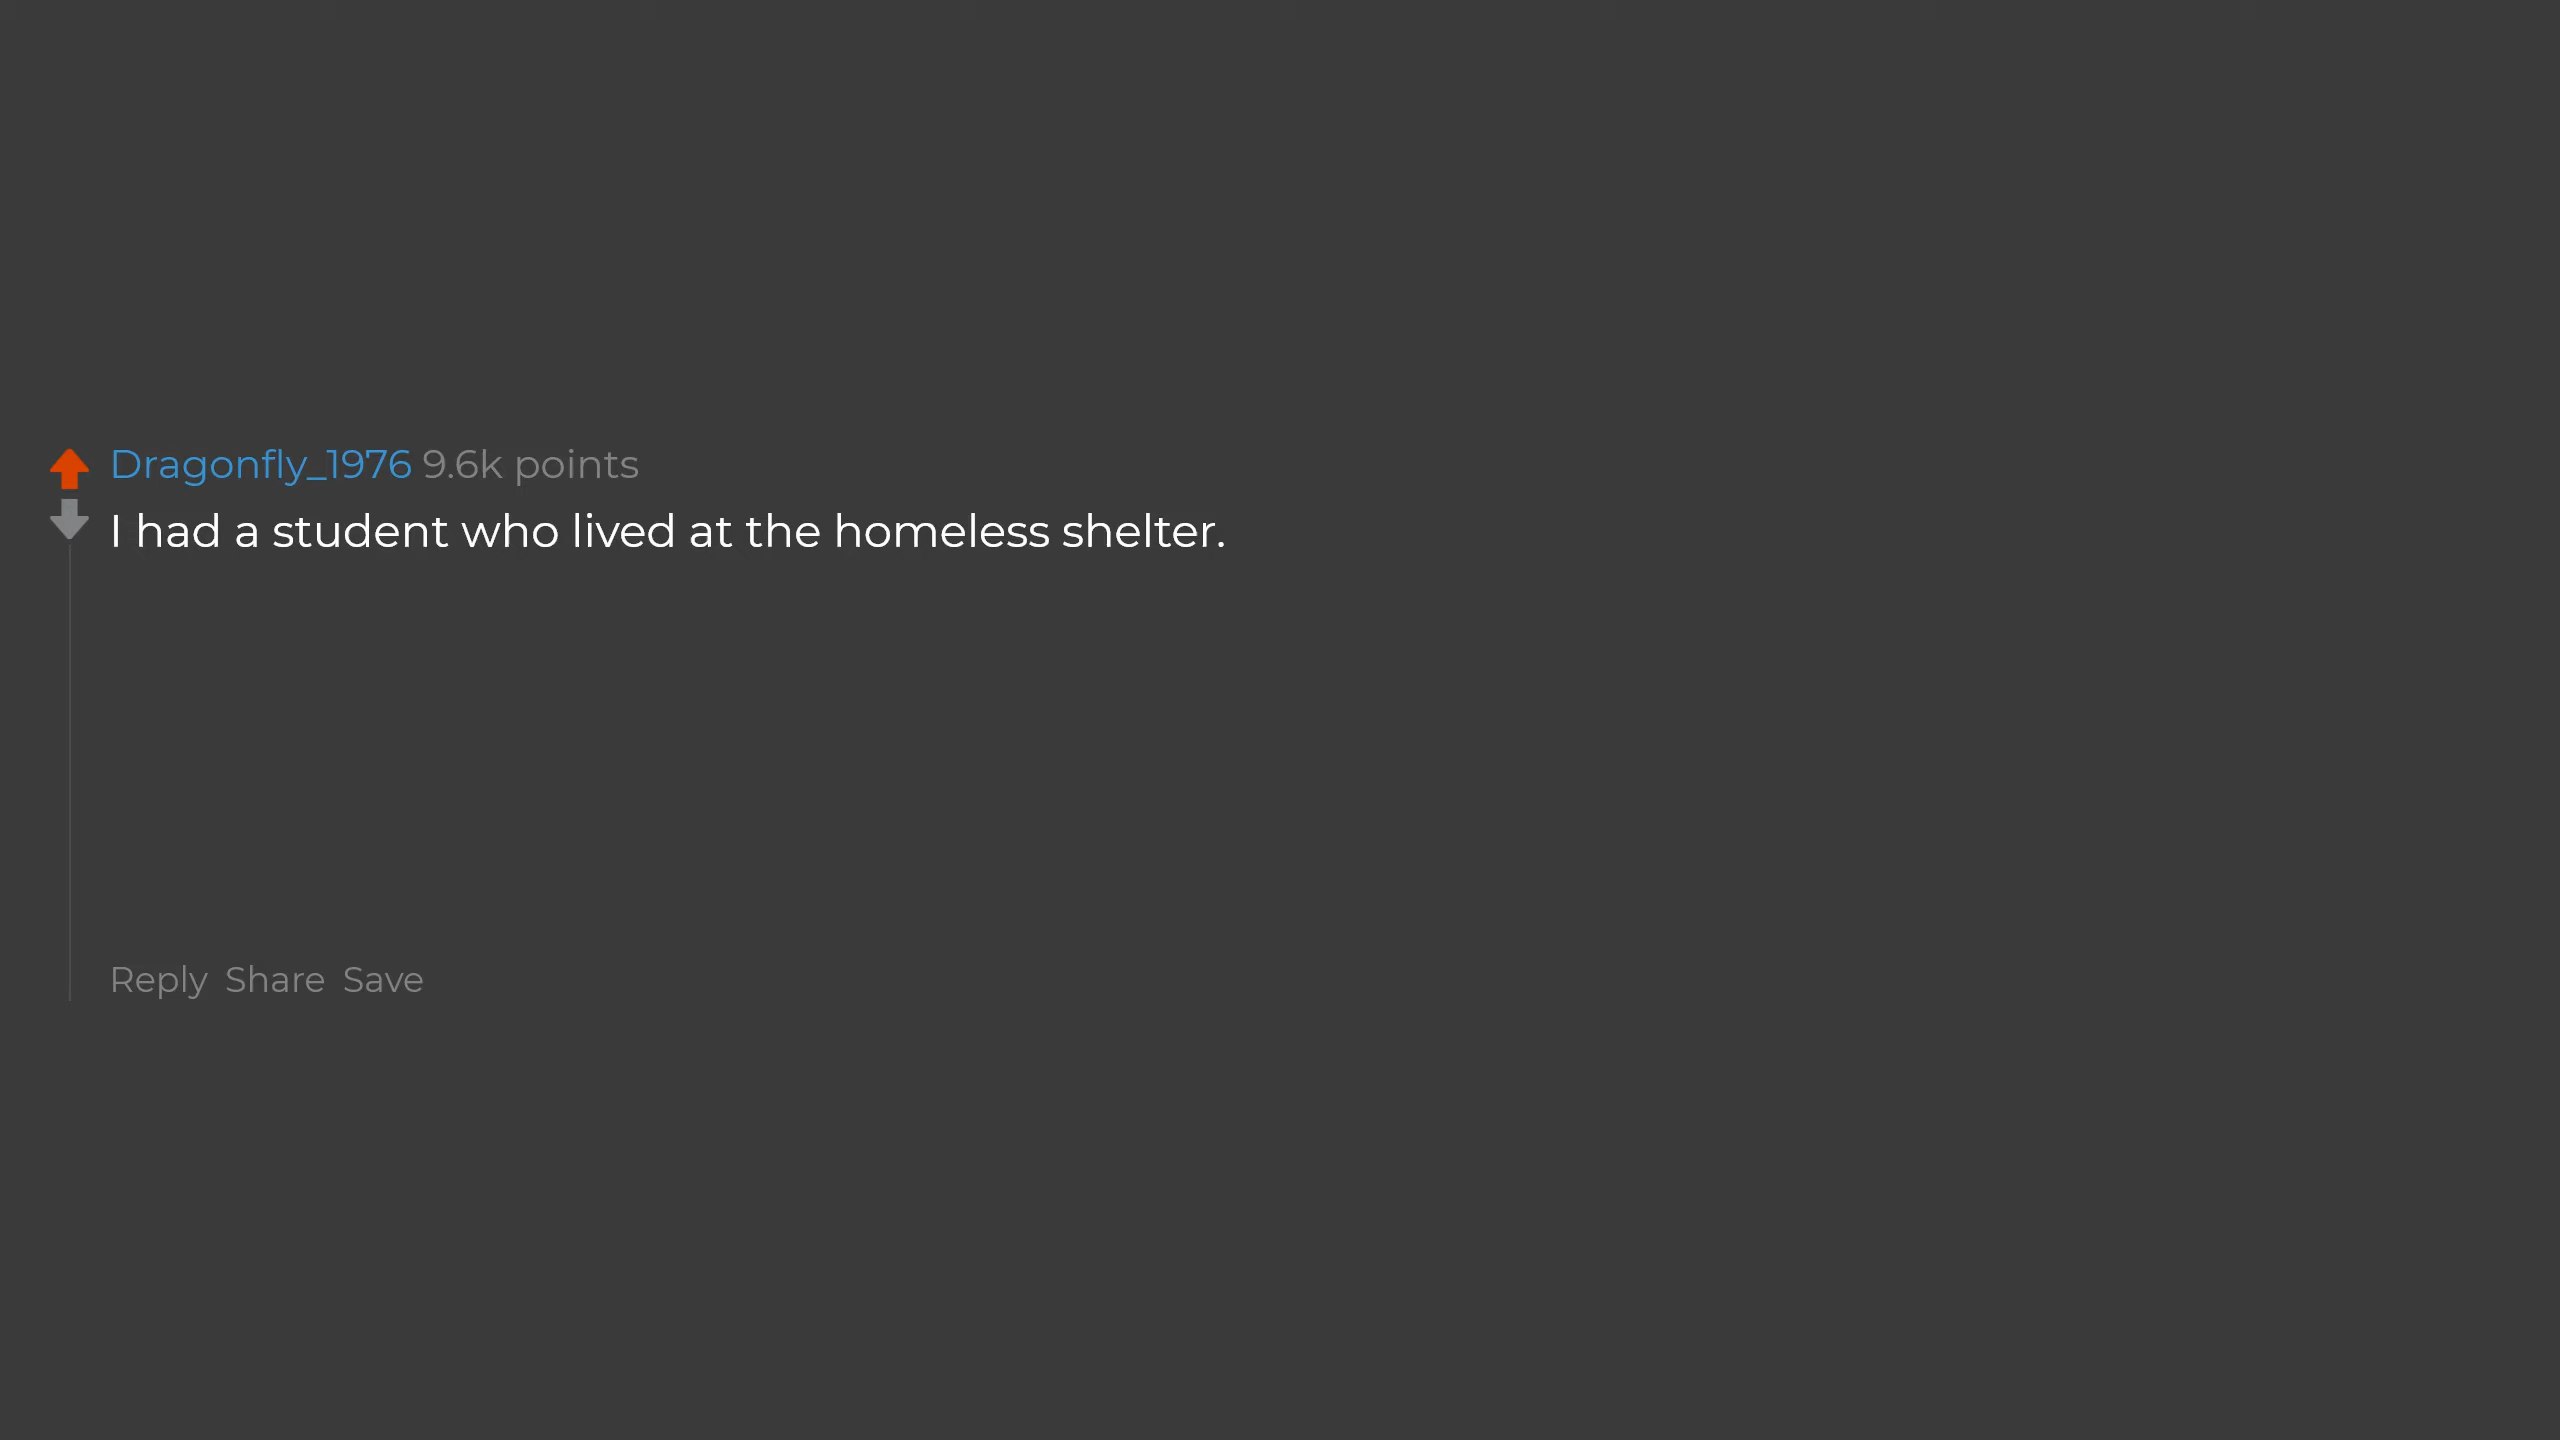 Dragonfly_1976 9.6k points
I had a student who lived at the homeless shelter.
Reply Share Save